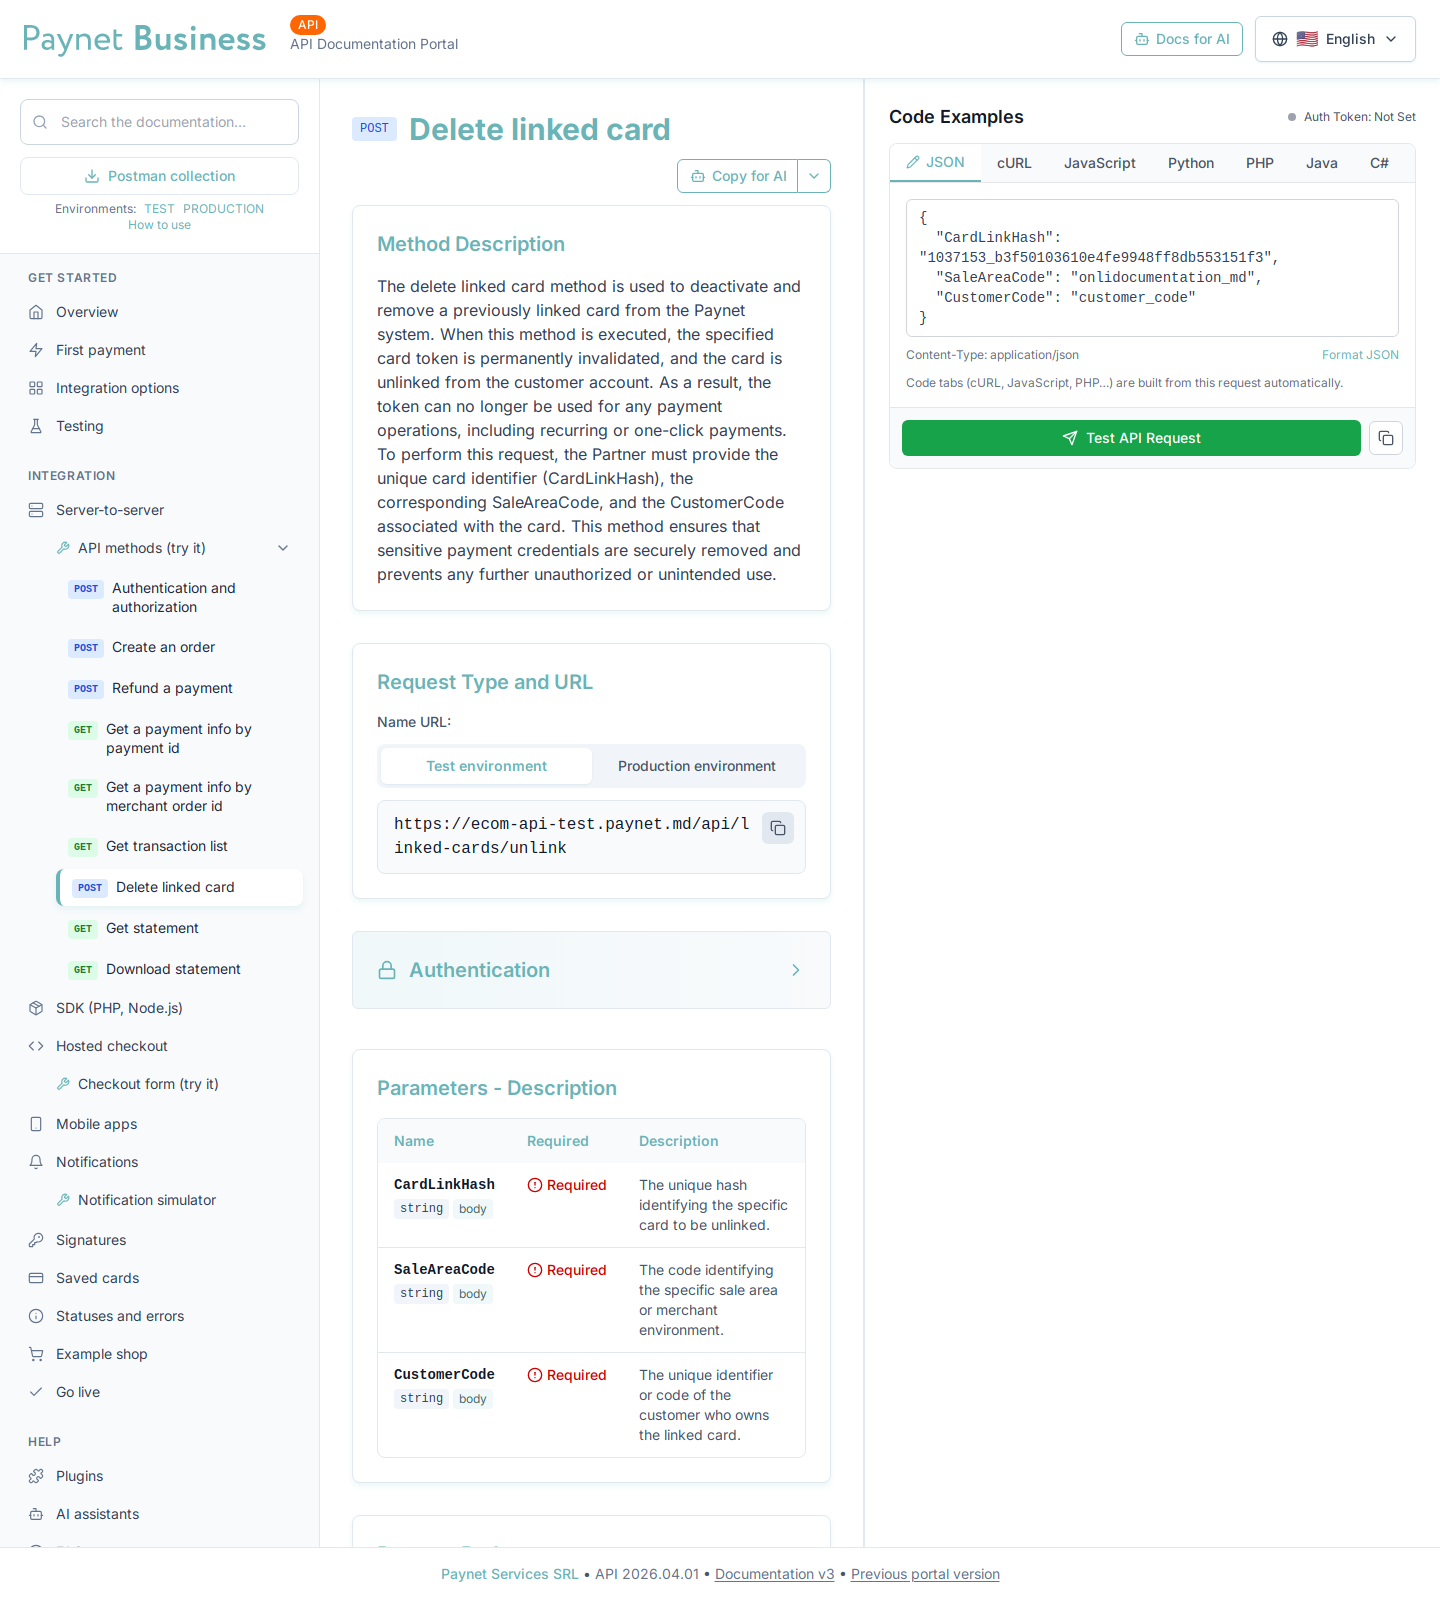 Paynet Business
API
API Documentation Portal
Docs for AI
English
Search the documentation...
Postman collection
Environments: TEST PRODUCTION
How to use
GET STARTED
Overview
First payment
Integration options
Testing
INTEGRATION
Server-to-server
API methods (try it)
POST Authentication and
authorization
POST Create an order
POST Refund a payment
GET Get a payment info by
payment id
GET Get a payment info by
merchant order id
GET Get transaction list
POST Delete linked card
GET Get statement
GET Download statement
SDK (PHP, Node.js)
Hosted checkout
Checkout form (try it)
Mobile apps
Notifications
Notification simulator
Signatures
Saved cards
Statuses and errors
Example shop
Go live
HELP
Plugins
AI assistants
POST Delete linked card
Copy for AI
Method Description
The delete linked card method is used to deactivate and
remove a previously linked card from the Paynet
system. When this method is executed, the specified
card token is permanently invalidated, and the card is
unlinked from the customer account. As a result, the
token can no longer be used for any payment
operations, including recurring or one-click payments.
To perform this request, the Partner must provide the
unique card identifier (CardLinkHash), the
corresponding SaleAreaCode, and the CustomerCode
associated with the card. This method ensures that
sensitive payment credentials are securely removed and
prevents any further unauthorized or unintended use.
Request Type and URL
Name URL:
Test environment Production environment
https://ecom-api-test.paynet.md/api/l
inked-cards/unlink
Authentication
Parameters - Description
Name Required Description
CardLinkHash Required The unique hash
string body identifying the specific
card to be unlinked.
SaleAreaCode Required The code identifying
string body the specific sale area
or merchant
environment.
CustomerCode Required The unique identifier
string body or code of the
customer who owns
the linked card.
Code Examples
Auth Token: Not Set
JSON cURL JavaScript Python PHP Java C#
{
"CardLinkHash":
"1037153_b3f50103610e4fe9948ff8db553151f3",
"SaleAreaCode": "onlidocumentation_md",
"CustomerCode": "customer_code"
}
Content-Type: application/json Format JSON
Code tabs (cURL, JavaScript, PHP...) are built from this request automatically.
Test API Request
Paynet Services SRL • API 2026.04.01 • Documentation v3 • Previous portal version